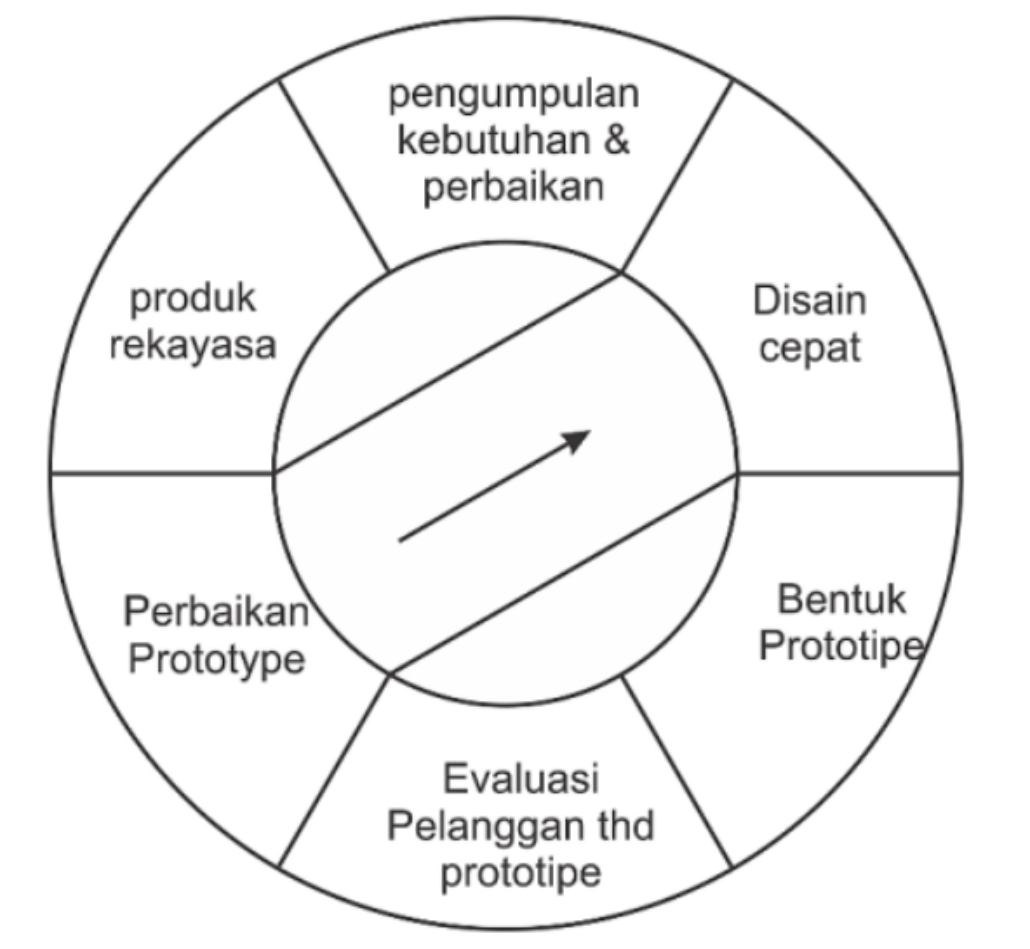 pengumpulan
kebutuhan &
perbaikan
Disain
cepat
Bentuk
Prototipe
Evaluasi
Pelanggan thd
prototipe
Perbaikan
Prototype
produk
rekayasa